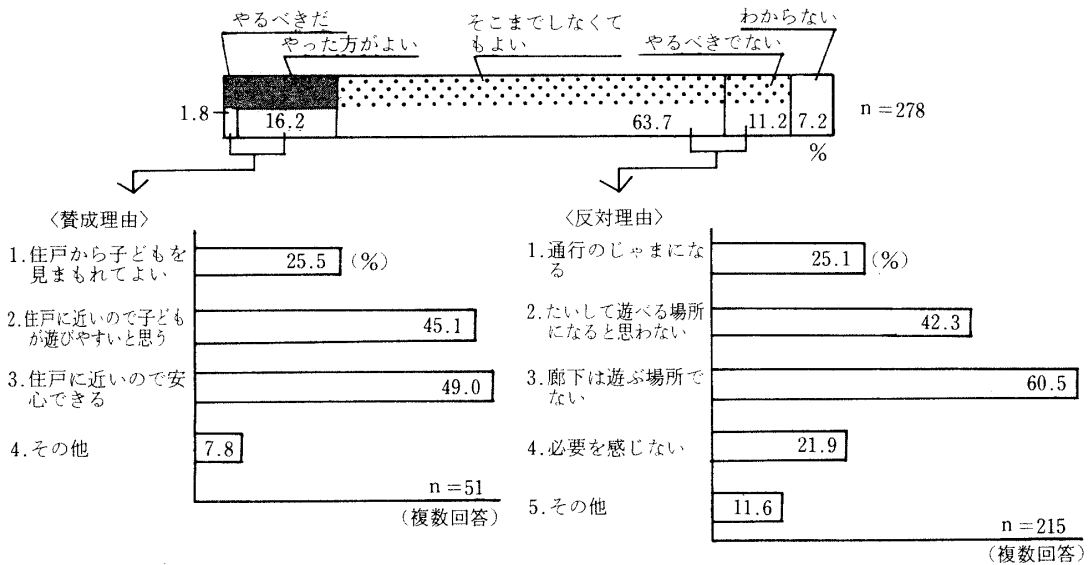 やるべきだ
やった方がよい
そこまでしなくて
もよい
やるべきでない
わからない
1.8
16.2
63.7
11.2
7.2
n=278
%
〈賛成理由〉
1.住戸から子どもを
見まもれてよい
25.5
(%)
2.住戸に近いので子ども
が遊びやすいと思う
45.1
3.住戸に近いので安
心できる
49.0
4.その他
7.8
n=51
(複数回答)
〈反対理由〉
1.通行のじゃまにな
る
25.1
(%)
2.たいして遊べる場所
になると思わない
42.3
3.廊下は遊ぶ場所で
ない
60.5
4.必要を感じない
21.9
5.その他
11.6
n=215
(複数回答)